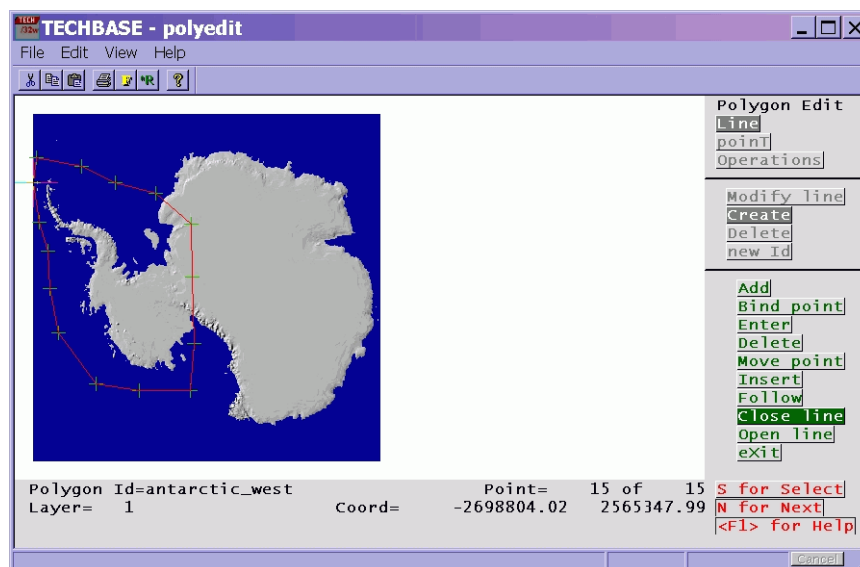 TECHBASE - polyedit
File Edit View Help
Polygon Edit
Line
poinT
Operations
Modify line
Create
Delete
new Id
Add
Bind point
Enter
Delete
Move point
Insert
Follow
Close line
Open line
eXit
Polygon Id=antarctic_west Point= 15 of 15
Layer= 1 Coord= -2698804.02 2565347.99
S for Select
N for Next
<F1> for Help
Cancel